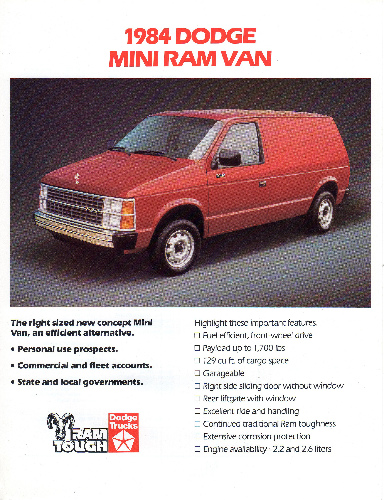 1984 DODGE
MINI RAM VAN
The right sized new concept Mini
Van, an efficient alternative.
• Personal use prospects.
• Commercial and fleet accounts.
• State and local governments.
RAM
TOUGH
Dodge
Trucks
Highlight these important features:
□ Fuel efficient, front wheel drive
□ Payload up to 1,700 lbs
□ 129 cu. ft. of cargo space
□ Garageable
□ Right side sliding door without window
□ Rear liftgate with window
□ Excellent ride and handling
□ Continued traditional Ram toughness
□ Extensive corrosion protection
□ Engine availability - 2.2 and 2.6 liters